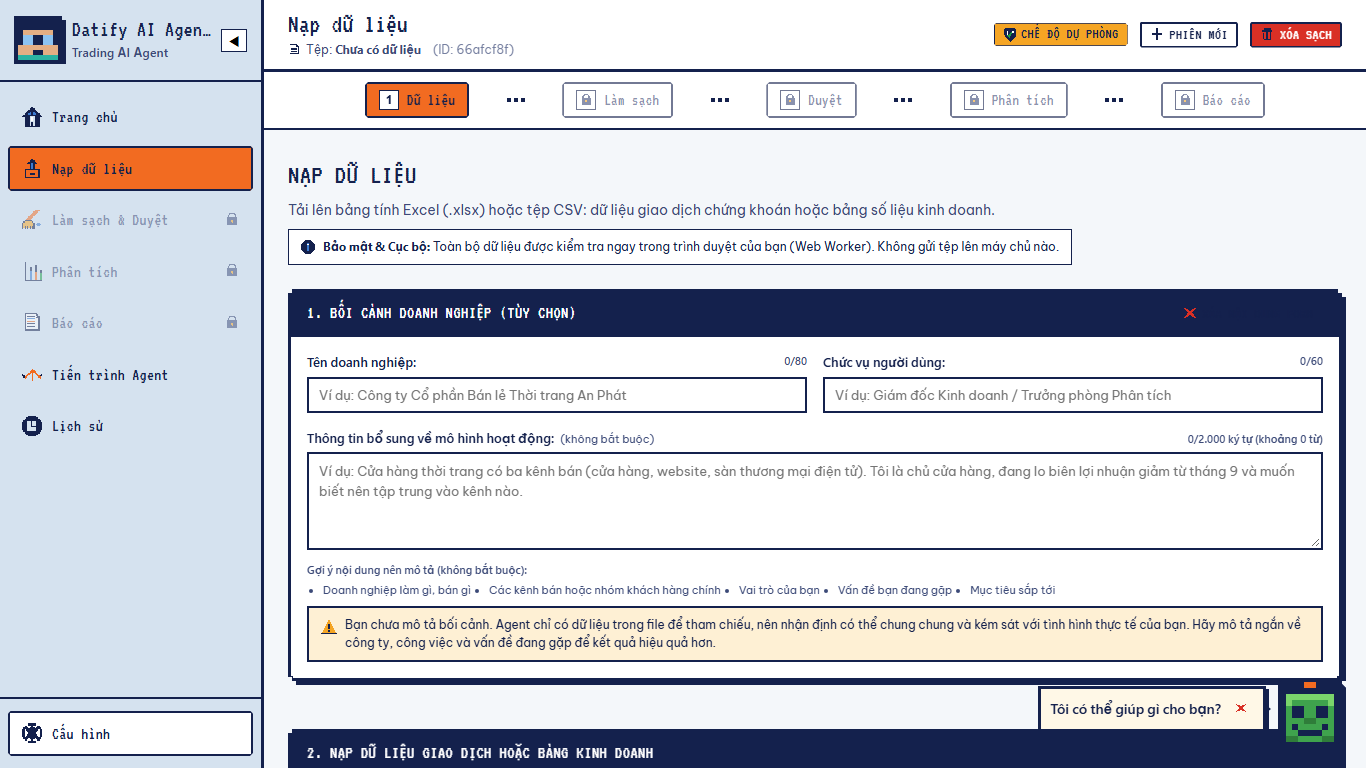 Datify AI Agen…
Trading AI Agent
Trang chủ
Nạp dữ liệu
Làm sạch & Duyệt
Phân tích
Báo cáo
Tiến trình Agent
Lịch sử
Cấu hình
Nạp dữ liệu
Tệp: Chưa có dữ liệu (ID: 66afcf8f)
CHẾ ĐỘ DỰ PHÒNG
PHIÊN MỚI
XÓA SẠCH
1 Dữ liệu
Làm sạch
Duyệt
Phân tích
Báo cáo
NẠP DỮ LIỆU
Tải lên bảng tính Excel (.xlsx) hoặc tệp CSV: dữ liệu giao dịch chứng khoán hoặc bảng số liệu kinh doanh.
Bảo mật & Cục bộ: Toàn bộ dữ liệu được kiểm tra ngay trong trình duyệt của bạn (Web Worker). Không gửi tệp lên máy chủ nào.
1. BỐI CẢNH DOANH NGHIỆP (TÙY CHỌN)
Tên doanh nghiệp: 0/80
Chức vụ người dùng: 0/60
Ví dụ: Công ty Cổ phần Bán lẻ Thời trang An Phát
Ví dụ: Giám đốc Kinh doanh / Trưởng phòng Phân tích
Thông tin bổ sung về mô hình hoạt động: (không bắt buộc) 0/2.000 ký tự (khoảng 0 từ)
Ví dụ: Cửa hàng thời trang có ba kênh bán (cửa hàng, website, sàn thương mại điện tử). Tôi là chủ cửa hàng, đang lo biên lợi nhuận giảm từ tháng 9 và muốn
biết nên tập trung vào kênh nào.
Gợi ý nội dung nên mô tả (không bắt buộc):
• Doanh nghiệp làm gì, bán gì • Các kênh bán hoặc nhóm khách hàng chính • Vai trò của bạn • Vấn đề bạn đang gặp • Mục tiêu sắp tới
Bạn chưa mô tả bối cảnh. Agent chỉ có dữ liệu trong file để tham chiếu, nên nhận định có thể chung chung và kém sát với tình hình thực tế của bạn. Hãy mô tả ngắn về
công ty, công việc và vấn đề đang gặp để kết quả hiệu quả hơn.
Tôi có thể giúp gì cho bạn?
2. NẠP DỮ LIỆU GIAO DỊCH HOẶC BẢNG KINH DOANH